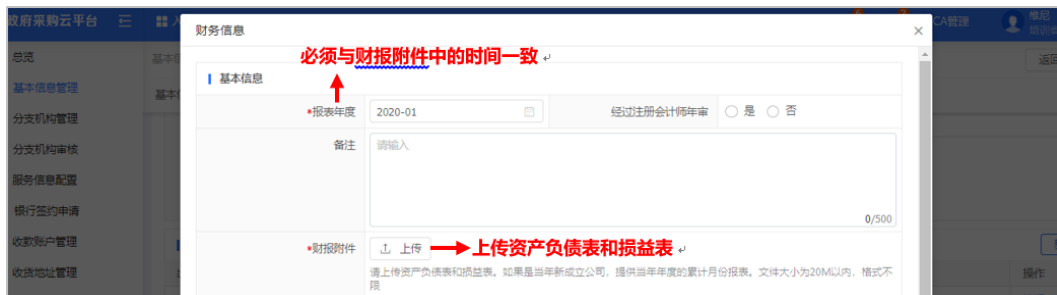 政府采购云平台
CA管理
维尼
财务信息
总览
必须与财报附件中的时间一致
返回
基本信息
基本信息管理
*报表年度 2020-01 经过注册会计师年审 是 否
分支机构管理
备注 请输入
分支机构审核
服务信息配置
银行签约申请
0/500
收款账户管理
*财报附件 上传 上传资产负债表和损益表
收货地址管理
请上传资产负债表和损益表。如果是当年新成立公司，提供当年年度的累计月份报表。文件大小为20M以内，格式不
限
操作